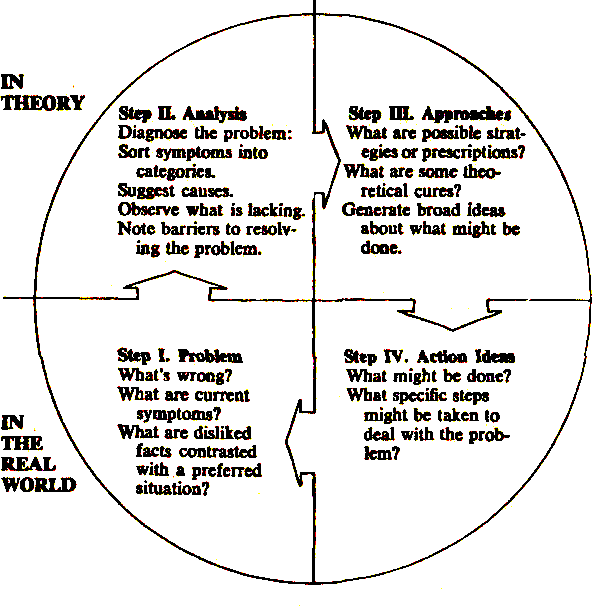 IN
THEORY
Step II. Analysis
Diagnose the problem:
Sort symptoms into
categories.
Suggest causes.
Observe what is lacking.
Note barriers to resolv-
ing the problem.
Step III. Approaches
What are possible strat-
egies or prescriptions?
What are some theo-
retical cures?
Generate broad ideas
about what might be
done.
IN
THE
REAL
WORLD
Step I. Problem
What's wrong?
What are current
symptoms?
What are disliked
facts contrasted
with a preferred
situation?
Step IV. Action Ideas
What might be done?
What specific steps
might be taken to
deal with the prob-
lem?